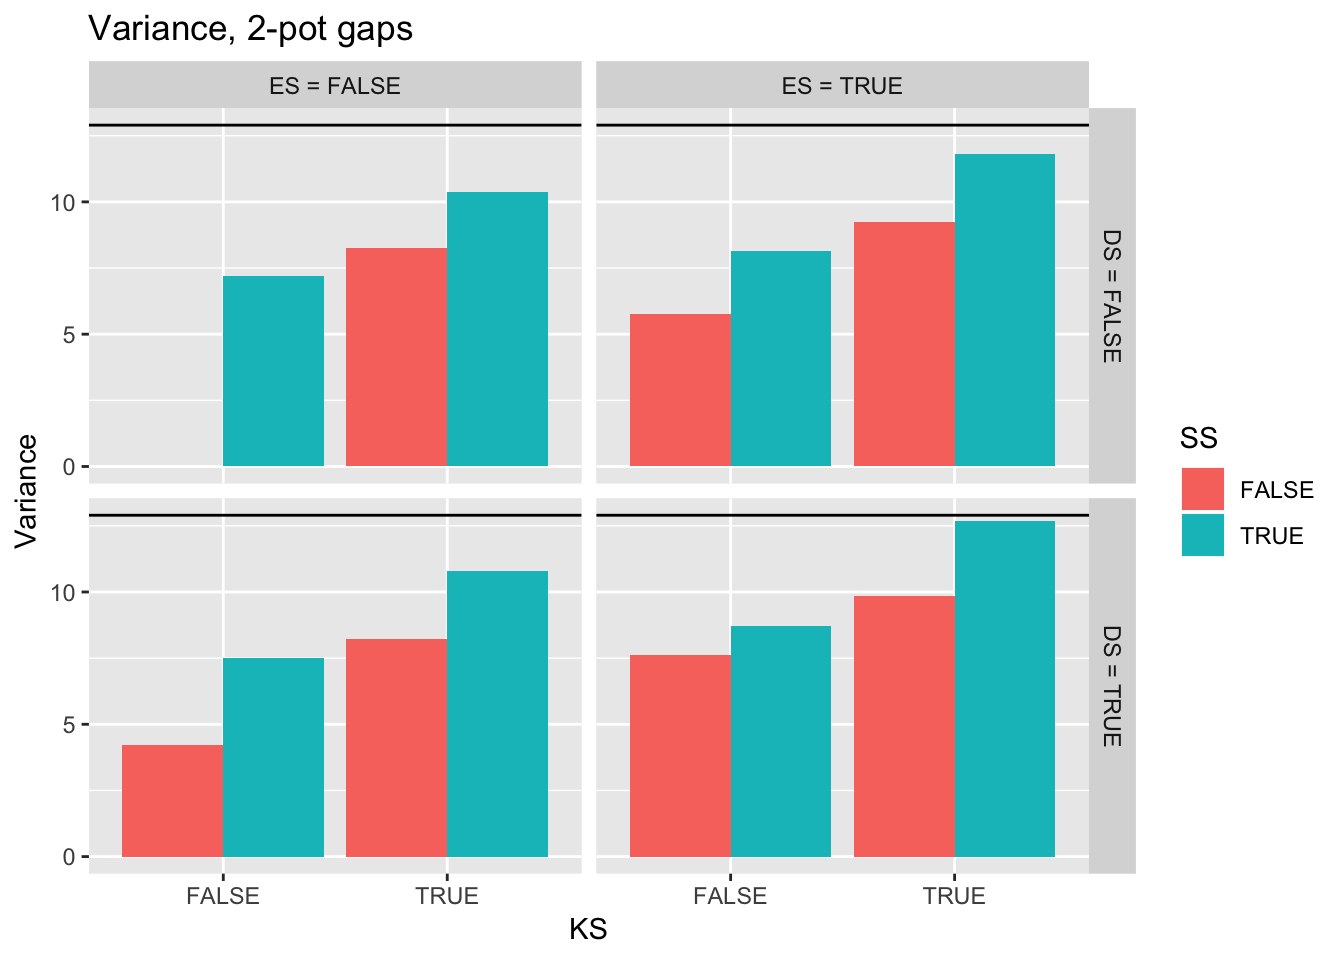 Variance, 2-pot gaps
ES = FALSE
ES = TRUE
10
5
0
DS = FALSE
10
5
0
DS = TRUE
Variance
FALSE
TRUE
FALSE
TRUE
KS
SS
FALSE
TRUE